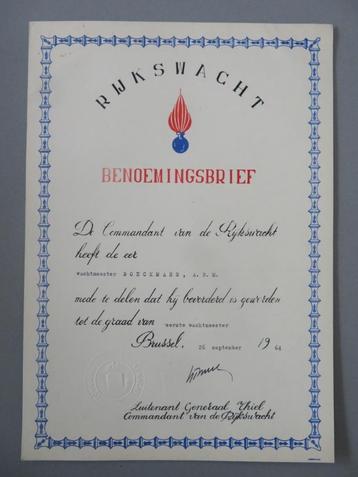 RIJKSWACHT
BENOEMINGSBRIEF
De Commandant van de Rijkswacht
heeft de eer
wachtmeester BOECKMANS, A.B.M.
mede te delen dat hij bevorderd is geworden
tot de graad van eerste wachtmeester
Brussel, 26 september 1964
Luitenant Generaal Thiel
Commandant van de Rijkswacht